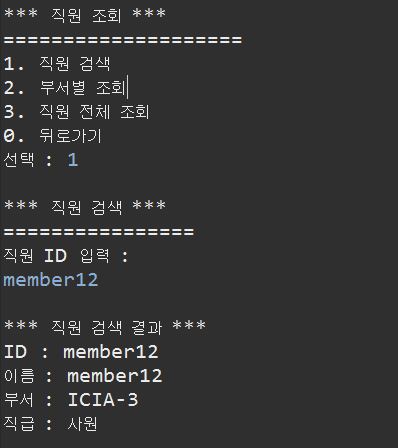 *** 직원 조회 ***
====================
1. 직원 검색
2. 부서별 조회
3. 직원 전체 조회
0. 뒤로가기
선택 : 1
*** 직원 검색 ***
================
직원 ID 입력 :
member12
*** 직원 검색 결과 ***
ID : member12
이름 : member12
부서 : ICIA-3
직급 : 사원